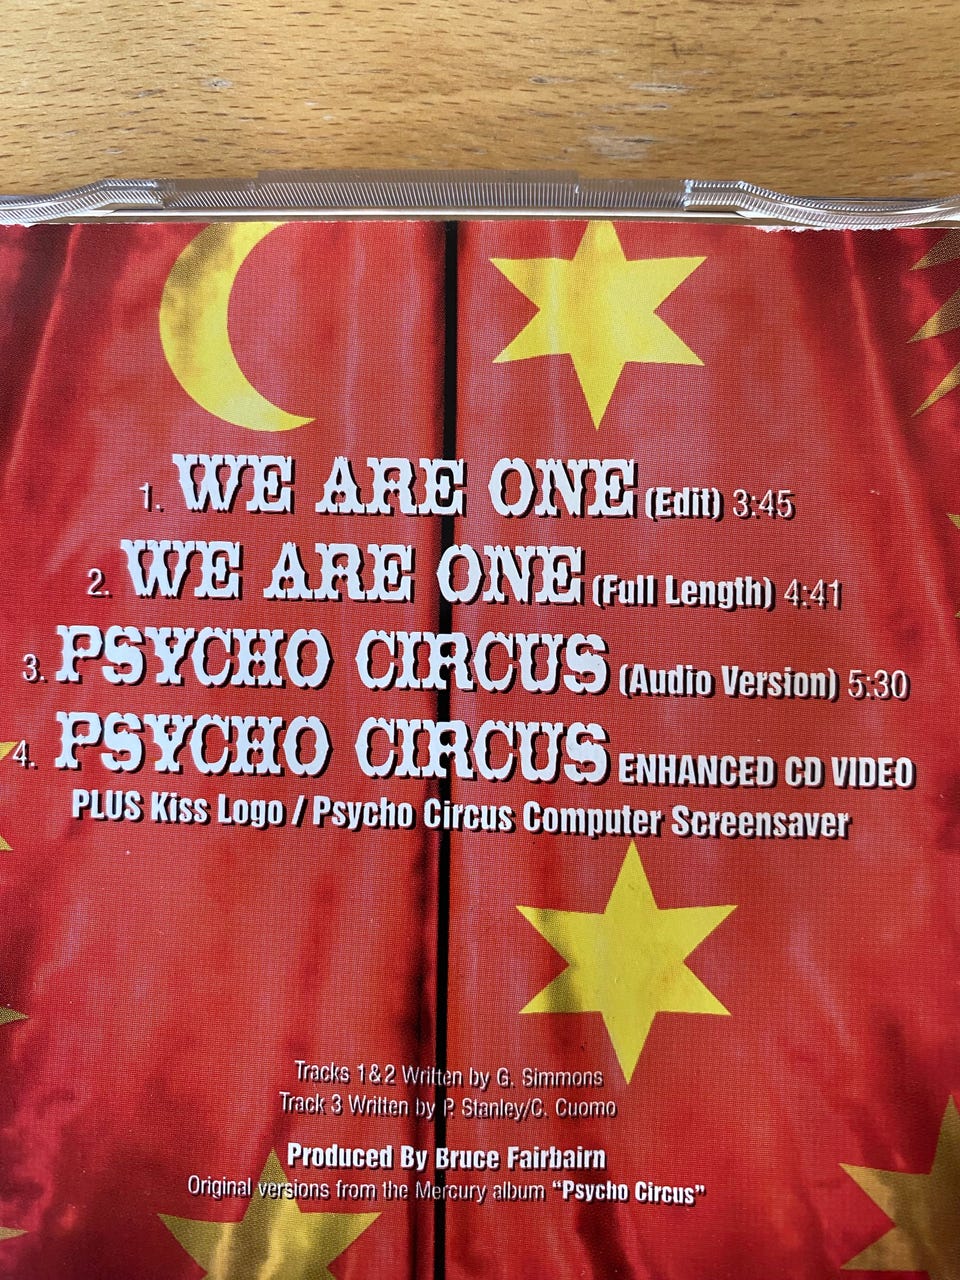 1. WE ARE ONE (Edit) 3:45
2. WE ARE ONE (Full Length) 4:41
3. PSYCHO CIRCUS (Audio Version) 5:30
4. PSYCHO CIRCUS ENHANCED CD VIDEO
PLUS Kiss Logo / Psycho Circus Computer Screensaver
Tracks 1&2 Written by G. Simmons
Track 3 Written by P. Stanley/C. Cuomo
Produced By Bruce Fairbairn
Original versions from the Mercury album "Psycho Circus"